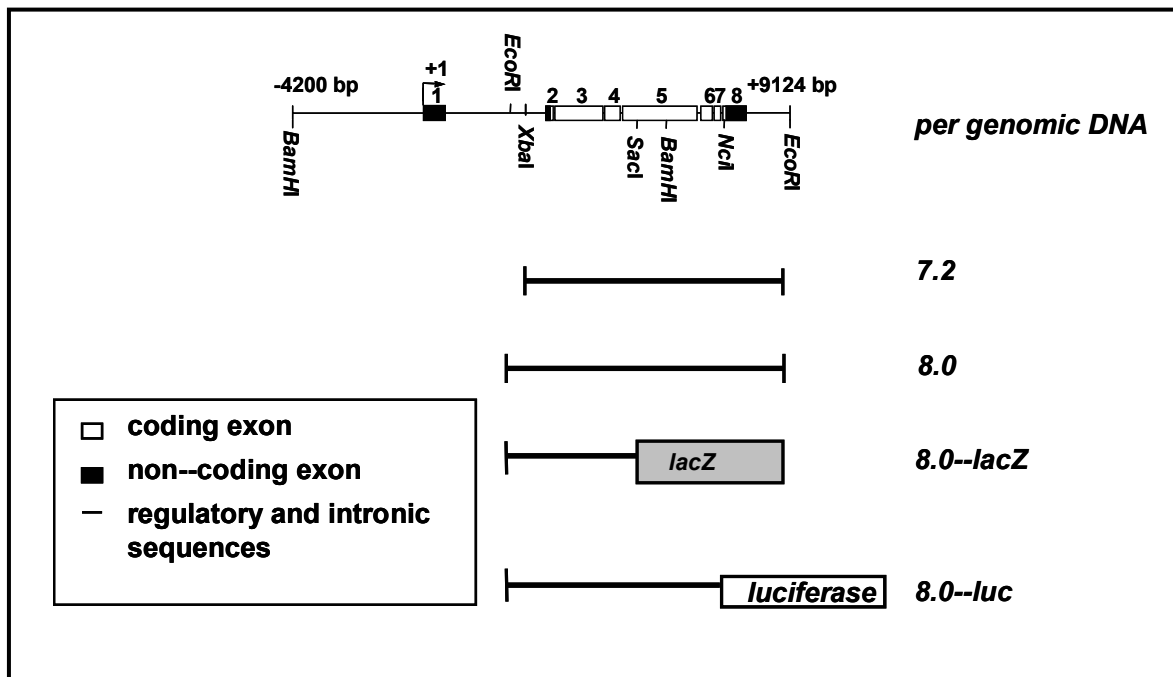 -4200 bp
+1
EcoRI
+9124 bp
1
2 3 4 5 67 8
BamHI
XbaI
SacI
BamHI
NciI
EcoRI
per genomic DNA
7.2
8.0
lacZ
8.0--lacZ
luciferase
8.0--luc
coding exon
non--coding exon
regulatory and intronic
sequences